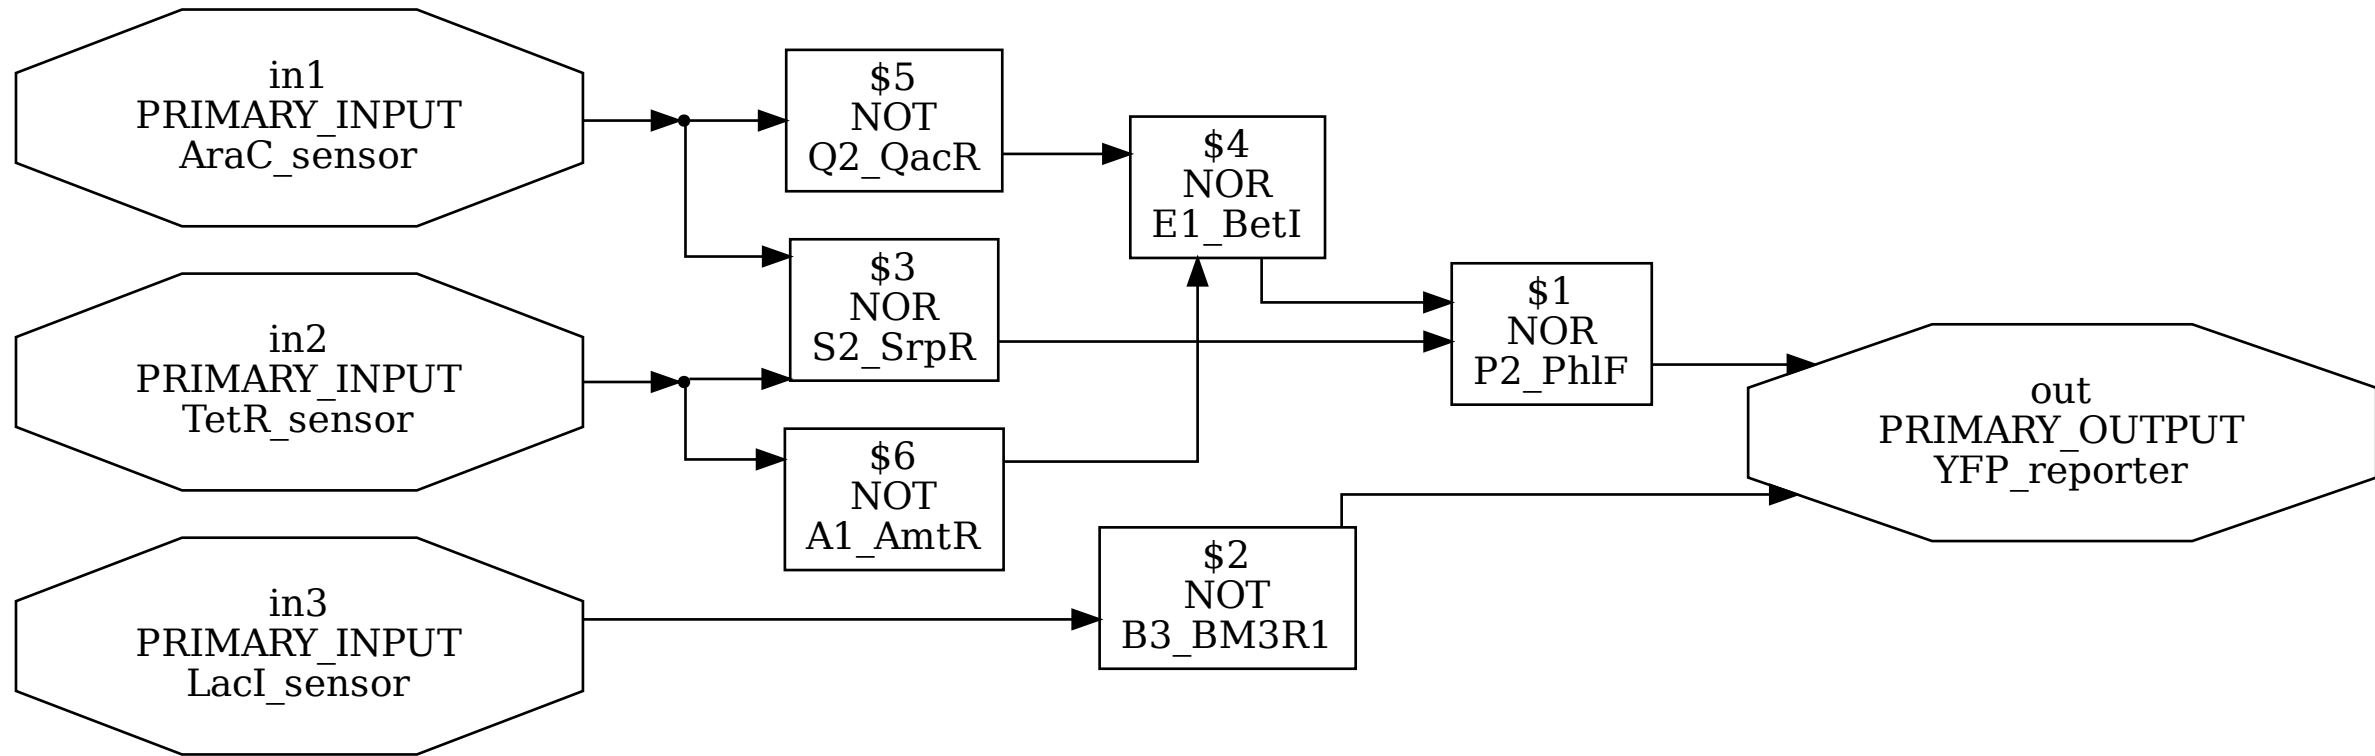 in1
PRIMARY_INPUT
AraC_sensor
$5
NOT
Q2_QacR
$4
NOR
E1_BetI
in2
PRIMARY_INPUT
TetR_sensor
$3
NOR
S2_SrpR
$1
NOR
P2_PhlF
out
PRIMARY_OUTPUT
YFP_reporter
$6
NOT
A1_AmtR
in3
PRIMARY_INPUT
LacI_sensor
$2
NOT
B3_BM3R1